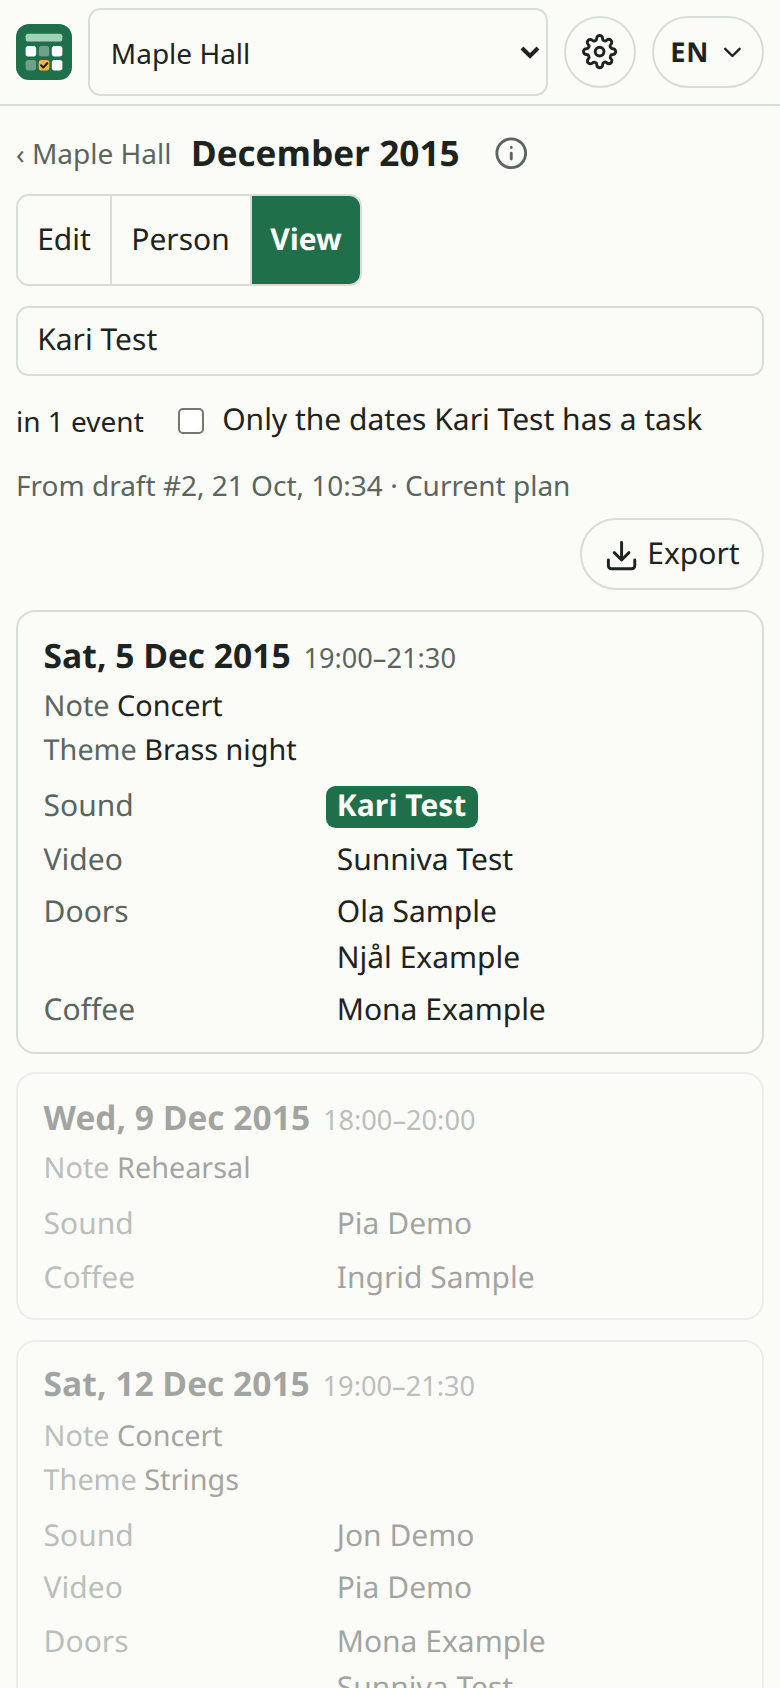 Maple Hall
EN
‹ Maple Hall December 2015
Edit Person View
Kari Test
in 1 event Only the dates Kari Test has a task
From draft #2, 21 Oct, 10:34 · Current plan
Export
Sat, 5 Dec 2015 19:00–21:30
Note Concert
Theme Brass night
Sound Kari Test
Video Sunniva Test
Doors Ola Sample
Njål Example
Coffee Mona Example
Wed, 9 Dec 2015 18:00–20:00
Note Rehearsal
Sound Pia Demo
Coffee Ingrid Sample
Sat, 12 Dec 2015 19:00–21:30
Note Concert
Theme Strings
Sound Jon Demo
Video Pia Demo
Doors Mona Example
Sunniva Test